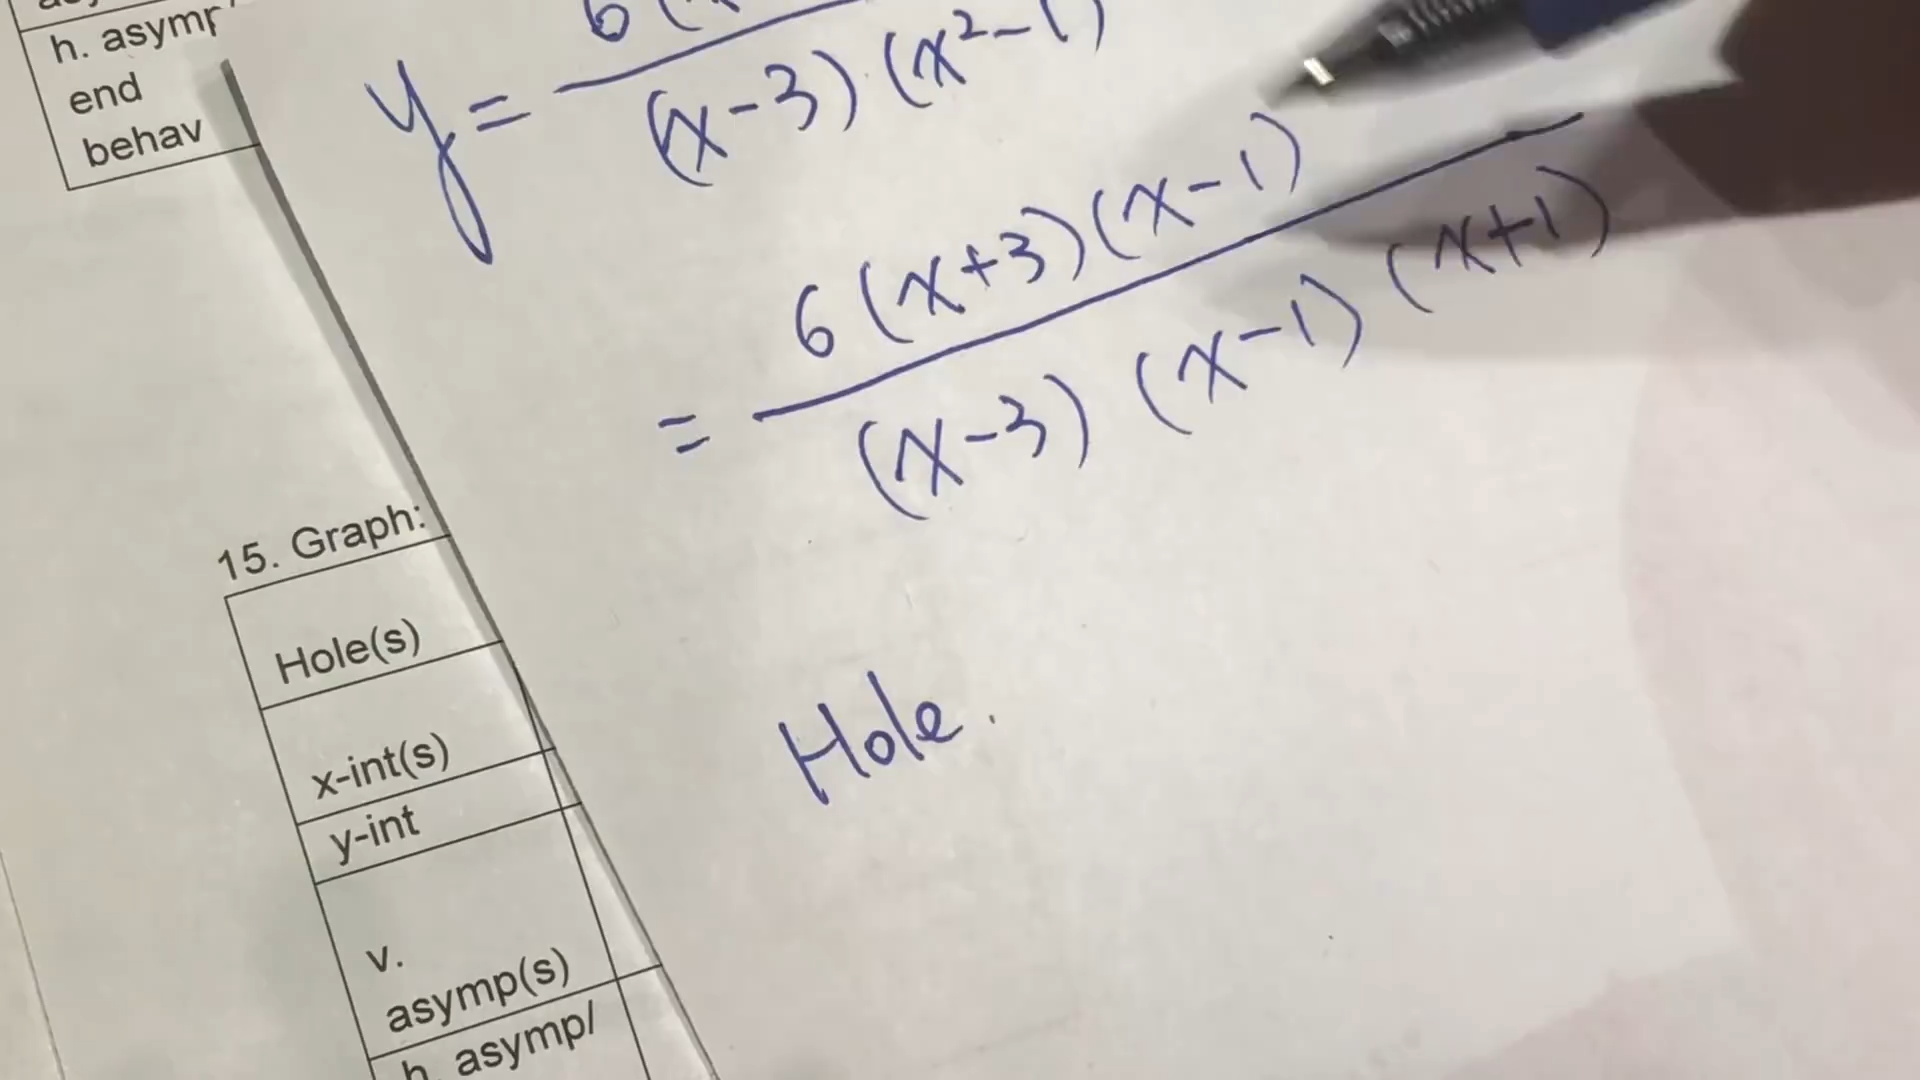 h. asymp
end
behav
y = 6(x
(x-3)(x²-1)
= 6(x+3)(x-1)
(x-3)(x-1)(x+1)
15. Graph:
Hole(s)
Hole.
x-int(s)
y-int
v.
asymp(s)
h. asymp/